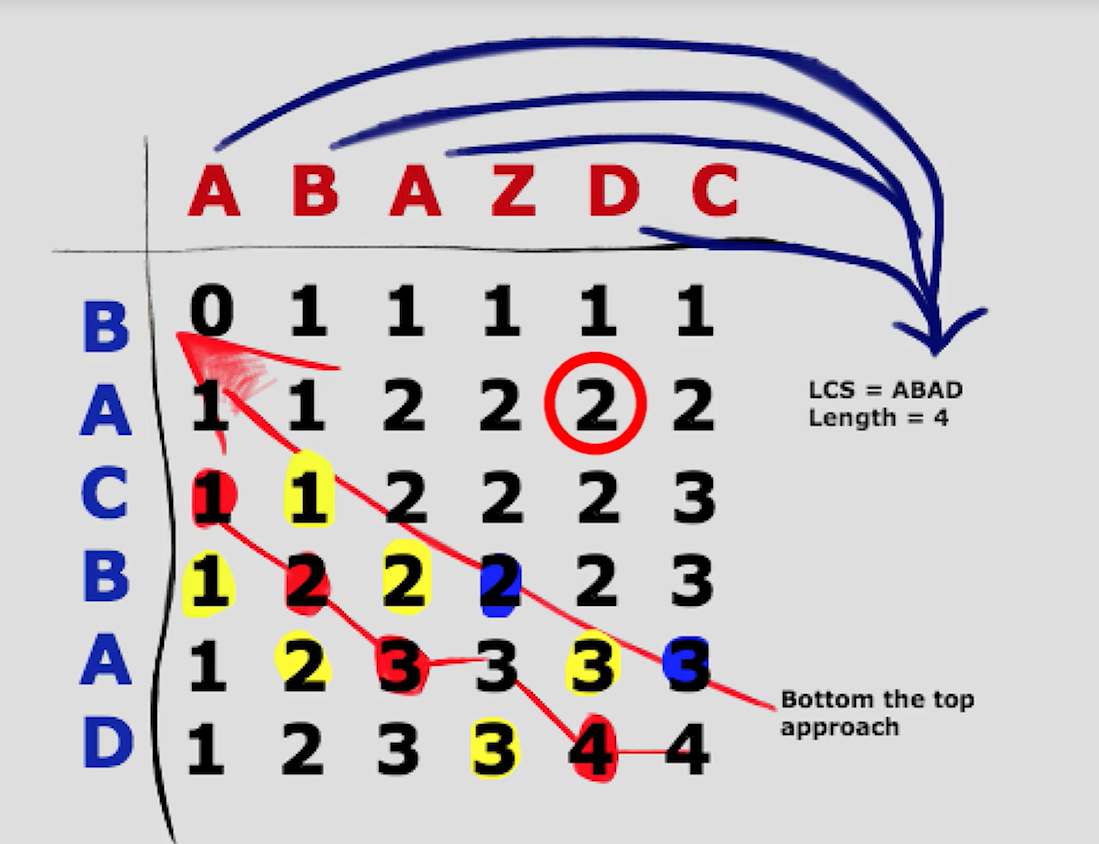 A B A Z D C
B 0 1 1 1 1 1
A 1 1 2 2 2 2
C 1 1 2 2 2 3
B 1 2 2 2 2 3
A 1 2 3 3 3 3
D 1 2 3 3 4 4
LCS = ABAD
Length = 4
Bottom the top
approach